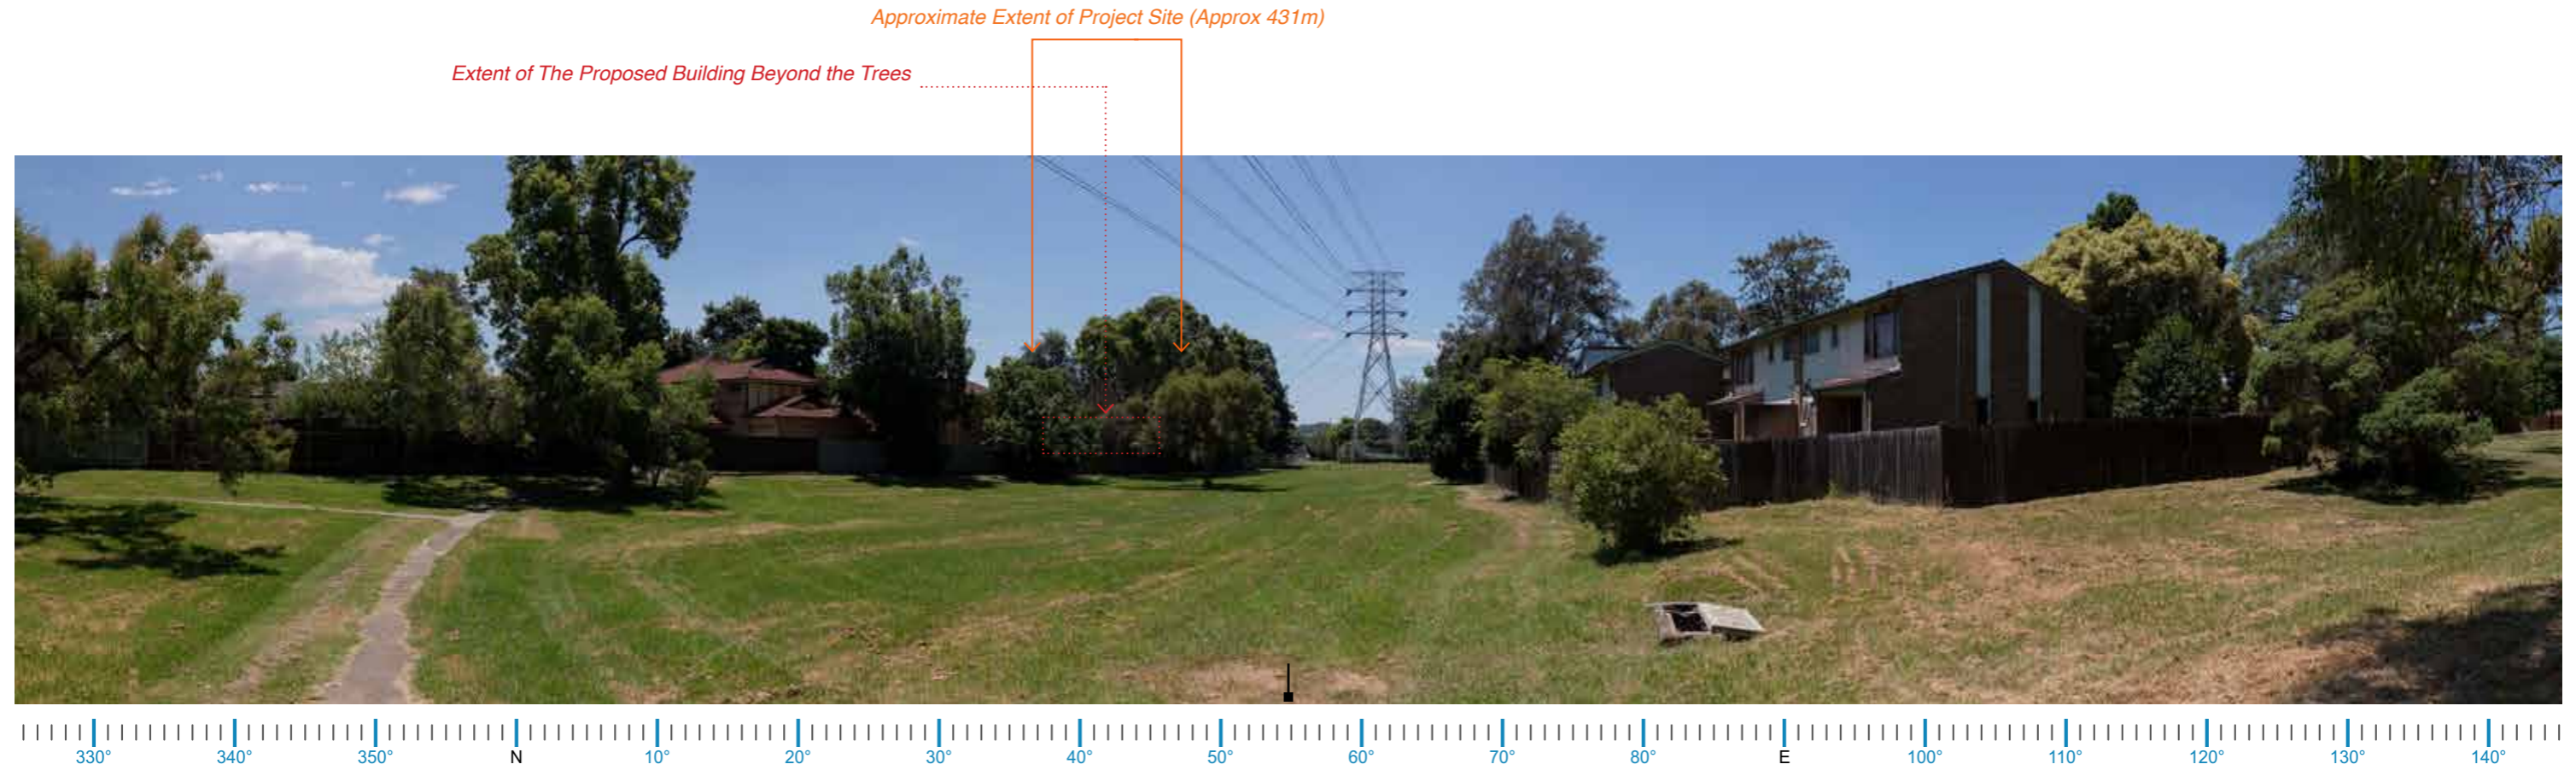 Approximate Extent of Project Site (Approx 431m)
Extent of The Proposed Building Beyond the Trees
330° 340° 350° N 10° 20° 30° 40° 50° 60° 70° 80° E 100° 110° 120° 130° 140°